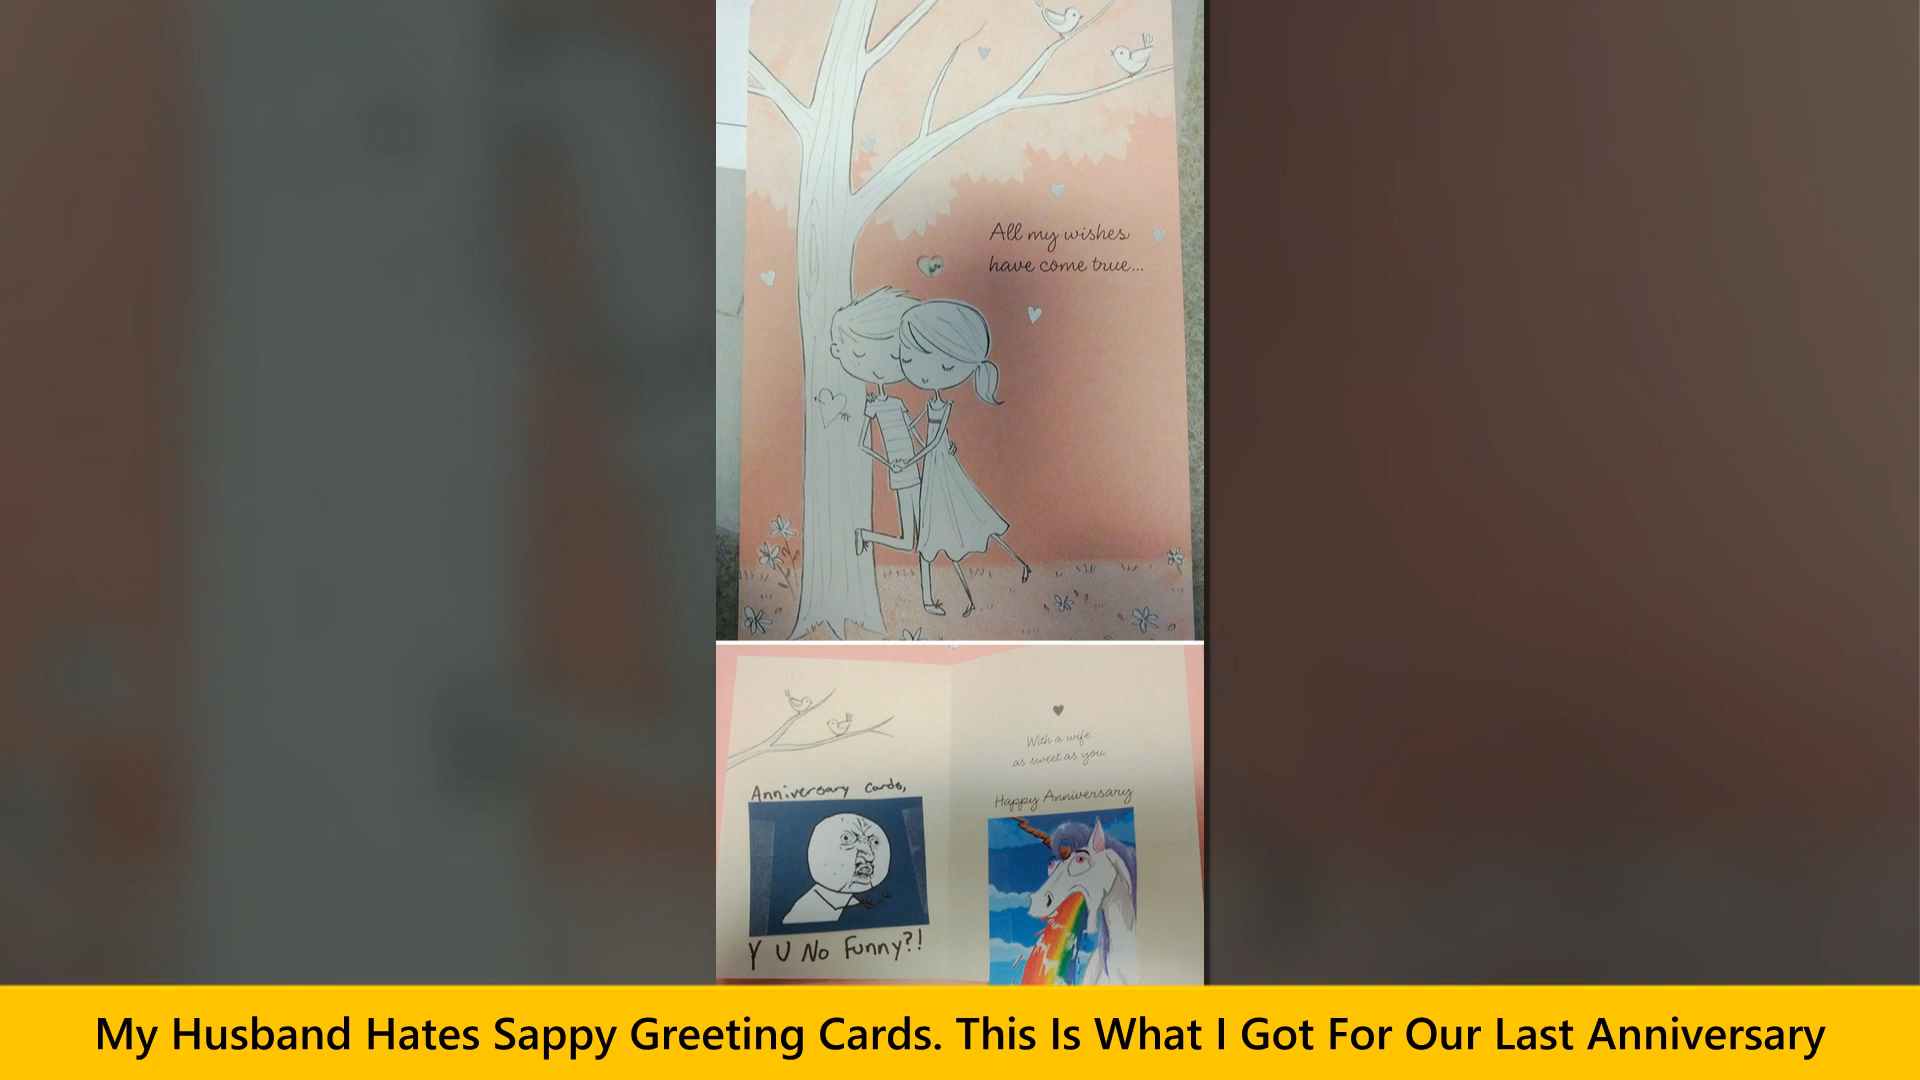 All my wishes
have come true...
Anniversary Cards,
Y U No Funny?!
With a wife
as sweet as you.
Happy Anniversary
My Husband Hates Sappy Greeting Cards. This Is What I Got For Our Last Anniversary